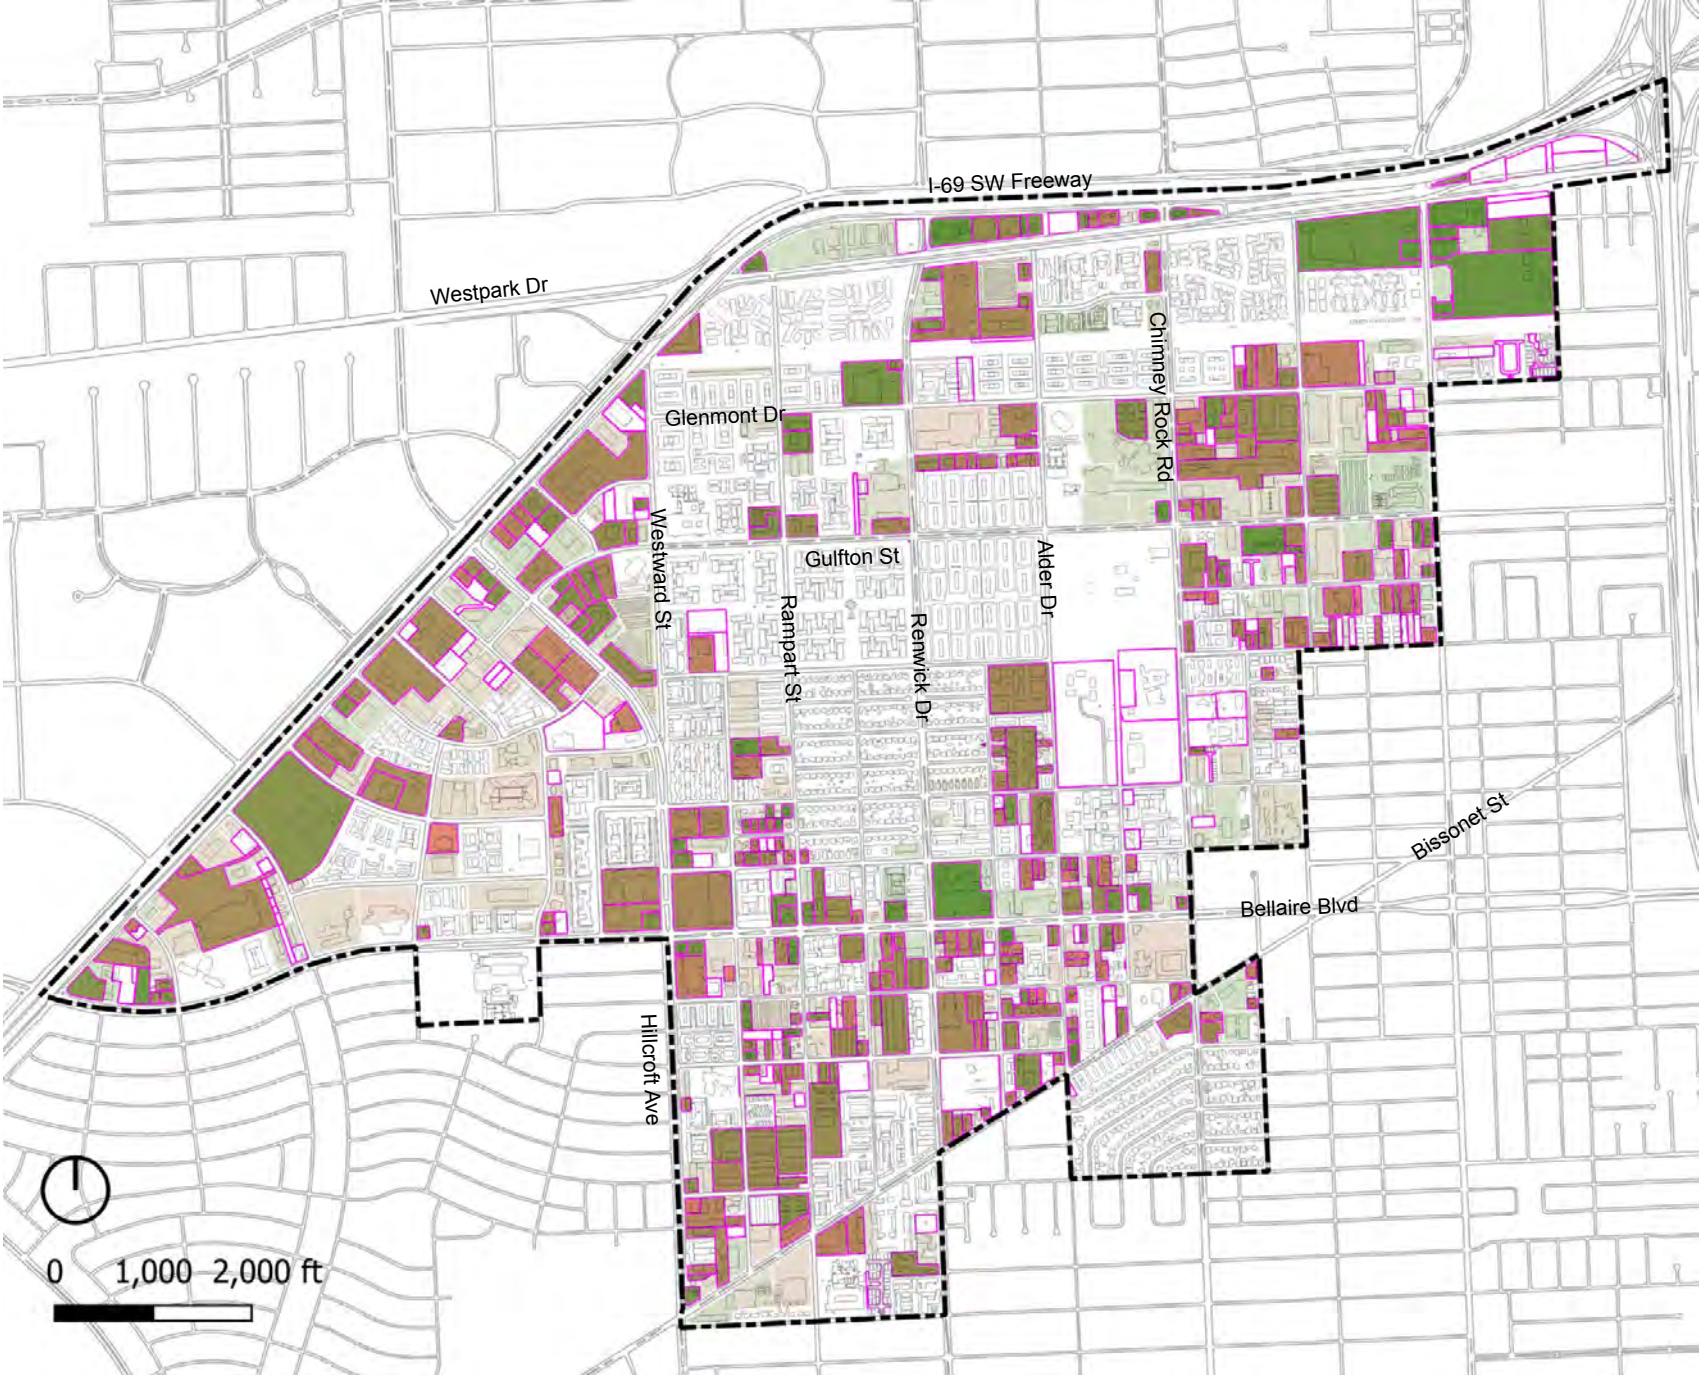 I-69 SW Freeway
Westpark Dr
Chimney Rock Rd
Glenmont Dr
Westward St
Gulfton St
Alder Dr
Rampart St
Renwick Dr
Bissonet St
Bellaire Blvd
Hillcroft Ave
0 1,000 2,000 ft